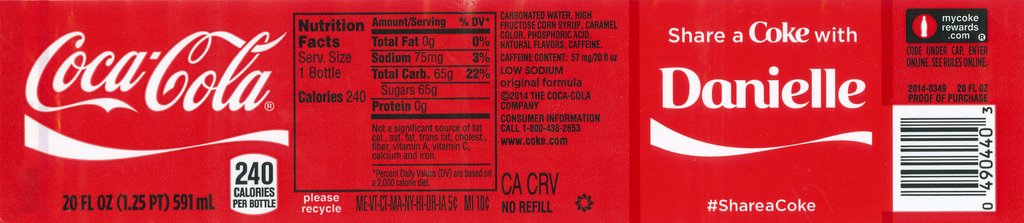 Coca-Cola®
240
CALORIES
PER BOTTLE
20 FL OZ (1.25 PT) 591 mL
Nutrition
Facts
Serv. Size
1 Bottle
Calories 240
Amount/Serving % DV*
Total Fat 0g 0%
Sodium 75mg 3%
Total Carb. 65g 22%
Sugars 65g
Protein 0g
Not a significant source of fat
cal., sat. fat, trans fat, cholest.,
fiber, vitamin A, vitamin C,
calcium and iron.
*Percent Daily Values (DV) are based on
a 2,000 calorie diet.
please
recycle
ME-VT-CT-MA-NY-HI-OR-IA 5¢ MI 10¢
CARBONATED WATER, HIGH
FRUCTOSE CORN SYRUP, CARAMEL
COLOR, PHOSPHORIC ACID,
NATURAL FLAVORS, CAFFEINE.
CAFFEINE CONTENT: 57 mg/20 fl oz
LOW SODIUM
original formula
©2014 THE COCA-COLA
COMPANY
CONSUMER INFORMATION
CALL 1-800-438-2653
www.coke.com
CA CRV
NO REFILL
Share a Coke with
Danielle
#ShareaCoke
mycoke
rewards
.com®
CODE UNDER CAP. ENTER
ONLINE. SEE RULES ONLINE.
2014-0349 20 FL OZ
PROOF OF PURCHASE
0 490440 3